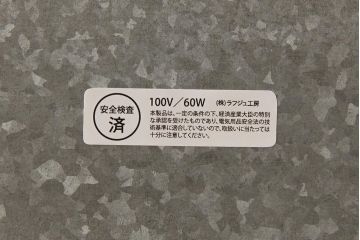 安全検査
済
100V／60W （株）ラフジュ工房
本製品は、一定の条件の下、経済産業大臣の特別
な承認を受けたものであり、電気用品安全法の技
術基準に適合していないので、取扱いに当たっては
十分に注意してください。